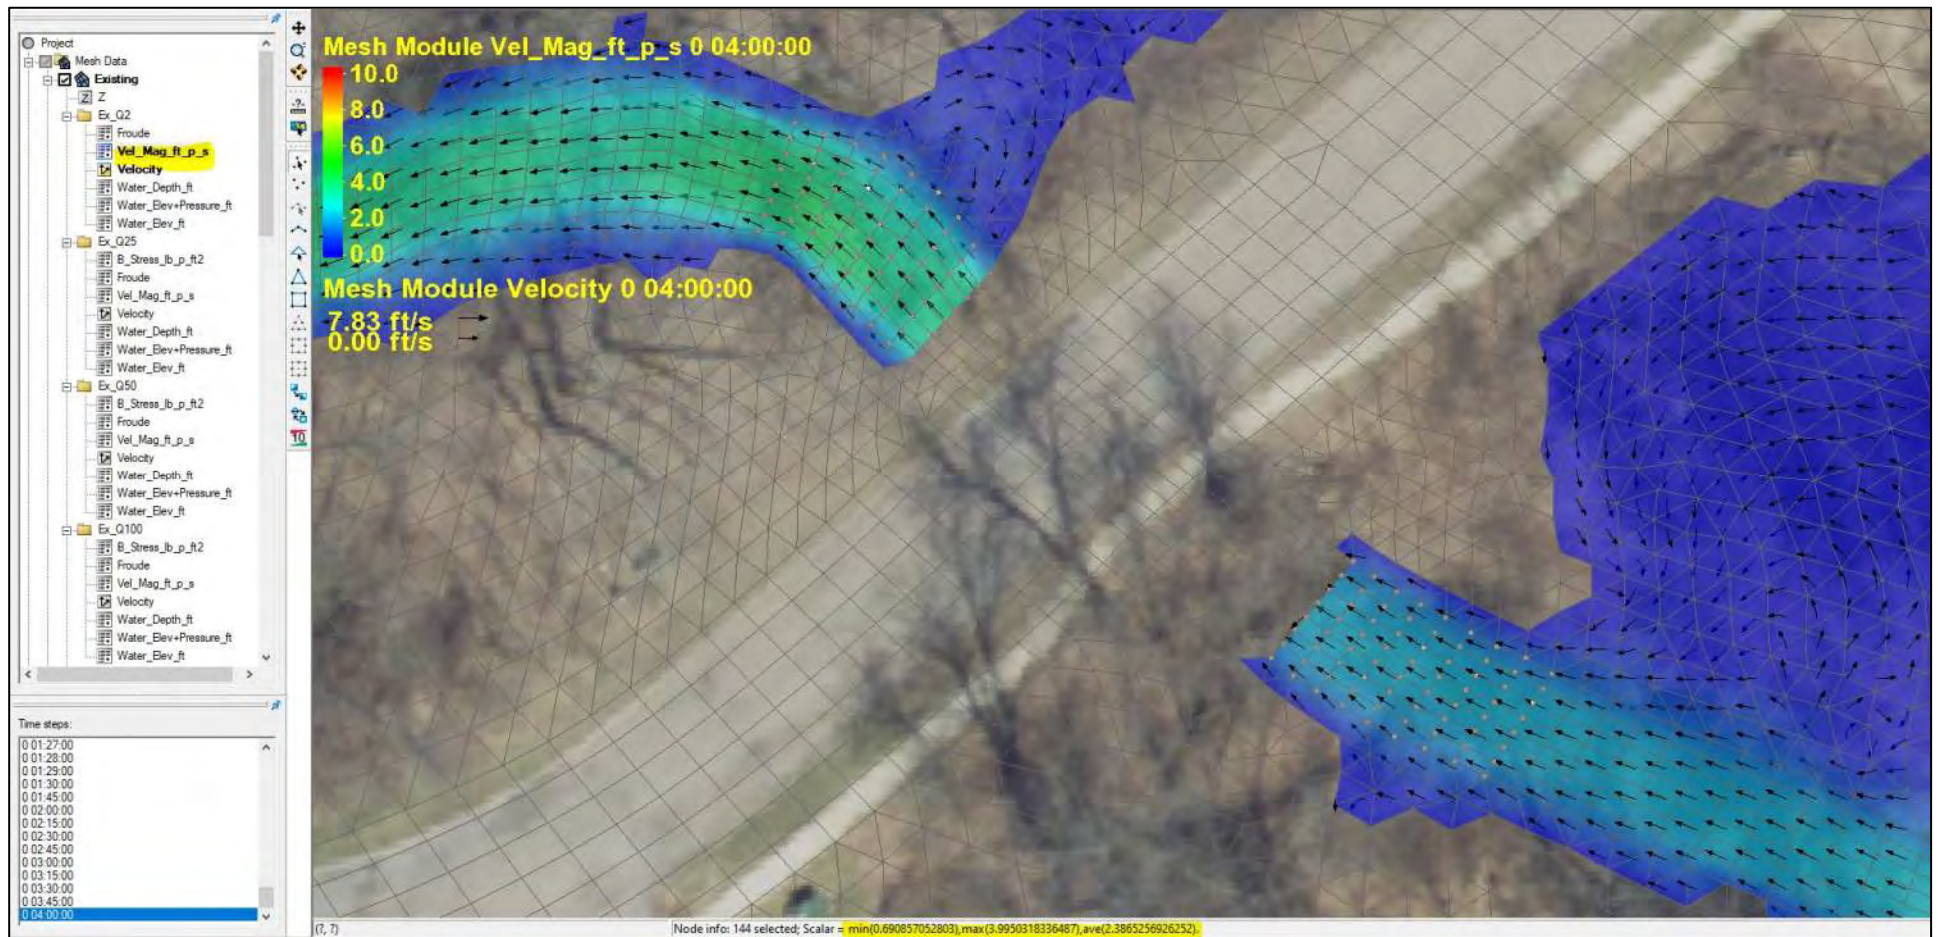 Project
Mesh Data
Existing
Z Z
Ex_Q2
Froude
Vel_Mag_ft_p_s
Velocity
Water_Depth_ft
Water_Elev+Pressure_ft
Water_Elev_ft
Ex_Q25
B_Stress_lb_p_ft2
Froude
Vel_Mag_ft_p_s
Velocity
Water_Depth_ft
Water_Elev+Pressure_ft
Water_Elev_ft
Ex_Q50
B_Stress_lb_p_ft2
Froude
Vel_Mag_ft_p_s
Velocity
Water_Depth_ft
Water_Elev+Pressure_ft
Water_Elev_ft
Ex_Q100
B_Stress_lb_p_ft2
Froude
Vel_Mag_ft_p_s
Velocity
Water_Depth_ft
Water_Elev+Pressure_ft
Water_Elev_ft
Time steps:
0 01:27:00
0 01:28:00
0 01:29:00
0 01:30:00
0 01:45:00
0 02:00:00
0 02:15:00
0 02:30:00
0 02:45:00
0 03:00:00
0 03:15:00
0 03:30:00
0 03:45:00
0 04:00:00
-?-
10
Mesh Module Vel_Mag_ft_p_s 0 04:00:00
10.0
8.0
6.0
4.0
2.0
0.0
Mesh Module Velocity 0 04:00:00
7.83 ft/s
0.00 ft/s
(?, ?)
Node info: 144 selected; Scalar = min(0.690857052803),max(3.9950318336487),ave(2.3865256926252).